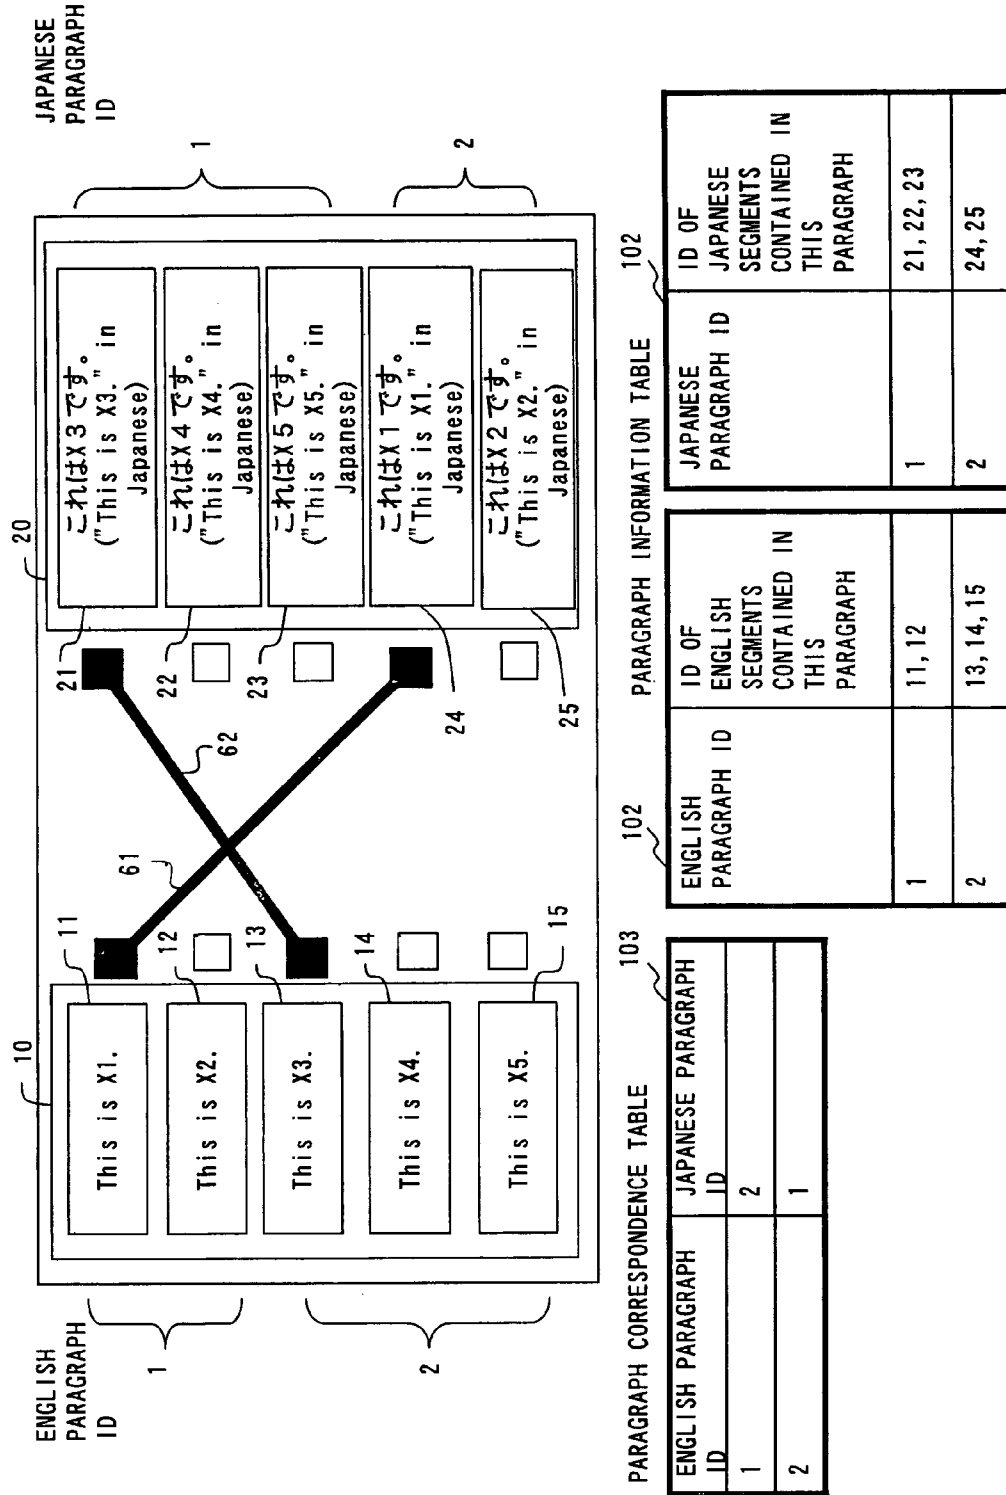 ENGLISH
PARAGRAPH
ID
JAPANESE
PARAGRAPH
ID
10
20
1
2
1
2
This is X1.
This is X2.
This is X3.
This is X4.
This is X5.
11
12
13
14
15
61
62
21
22
23
24
25
これはX3です。
("This is X3." in
Japanese)
これはX4です。
("This is X4." in
Japanese)
これはX5です。
("This is X5." in
Japanese)
これはX1です。
("This is X1." in
Japanese)
これはX2です。
("This is X2." in
Japanese)
PARAGRAPH CORRESPONDENCE TABLE
103
ENGLISH PARAGRAPH
ID
JAPANESE PARAGRAPH
ID
1
2
2
1
PARAGRAPH INFORMATION TABLE
102
ENGLISH
PARAGRAPH ID
ID OF
ENGLISH
SEGMENTS
CONTAINED IN
THIS
PARAGRAPH
1
11,12
2
13,14,15
102
JAPANESE
PARAGRAPH ID
ID OF
JAPANESE
SEGMENTS
CONTAINED IN
THIS
PARAGRAPH
1
21,22,23
2
24,25